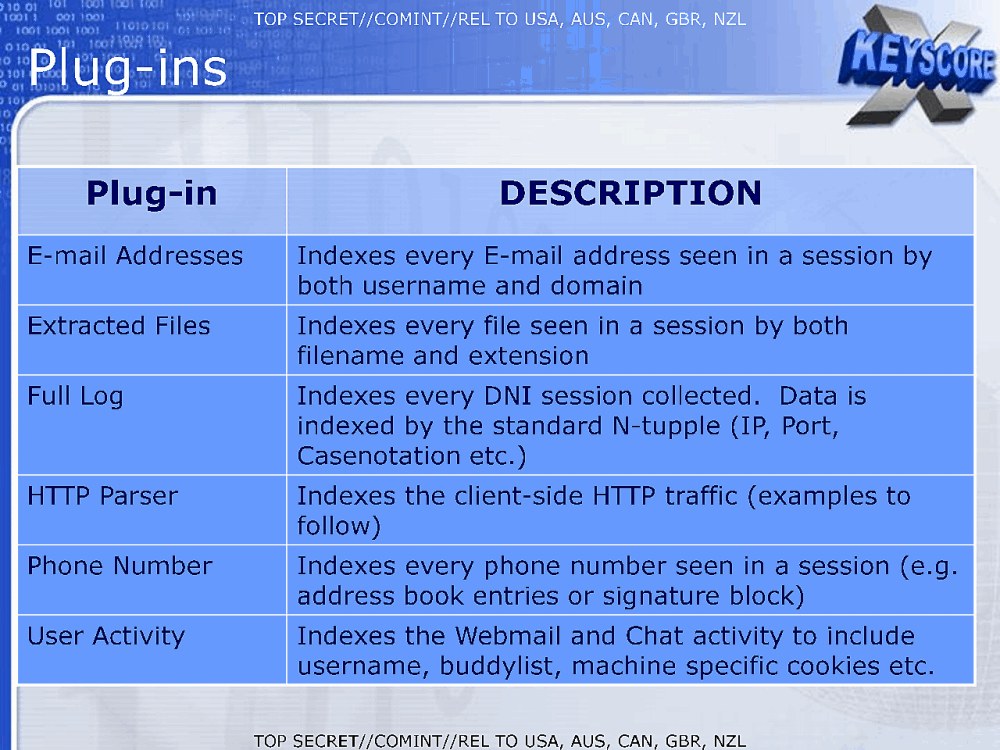 TOP SECRET//COMINT//REL TO USA, AUS, CAN, GBR, NZL
Plug-ins
X KEYSCORE
Plug-in
DESCRIPTION
E-mail Addresses
Indexes every E-mail address seen in a session by
both username and domain
Extracted Files
Indexes every file seen in a session by both
filename and extension
Full Log
Indexes every DNI session collected.  Data is
indexed by the standard N-tupple (IP, Port,
Casenotation etc.)
HTTP Parser
Indexes the client-side HTTP traffic (examples to
follow)
Phone Number
Indexes every phone number seen in a session (e.g.
address book entries or signature block)
User Activity
Indexes the Webmail and Chat activity to include
username, buddylist, machine specific cookies etc.
TOP SECRET//COMINT//REL TO USA, AUS, CAN, GBR, NZL